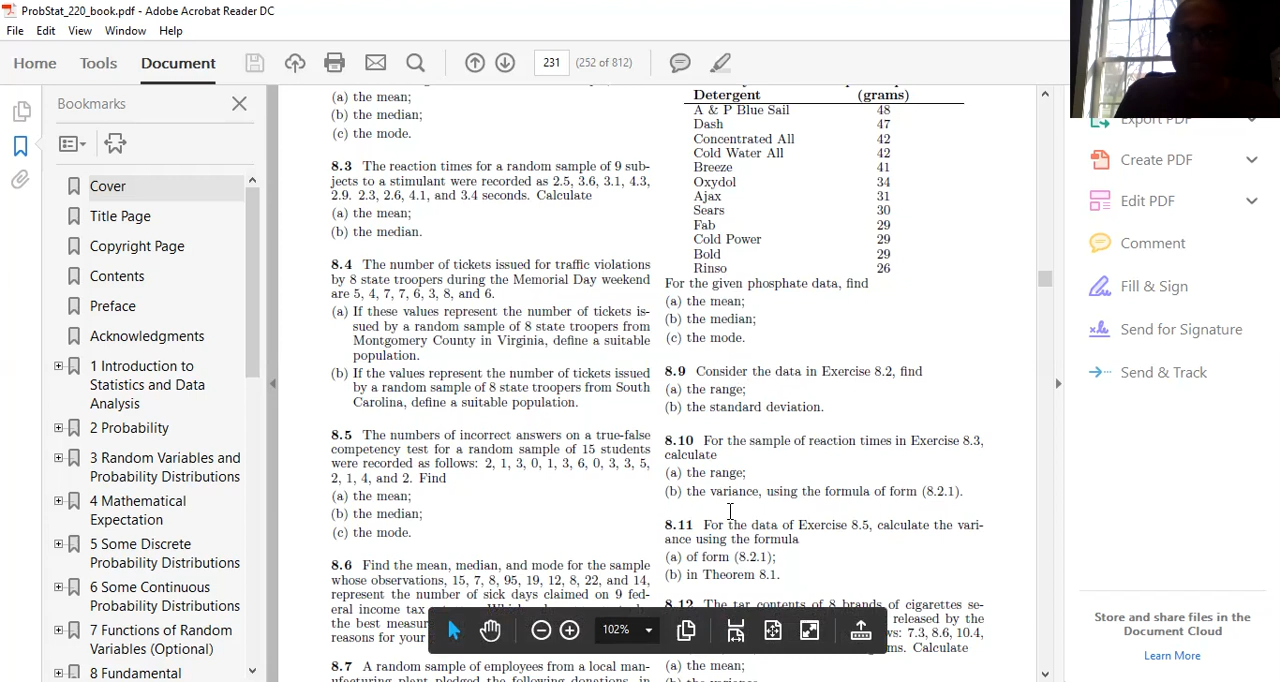 ProbStat_220_book.pdf - Adobe Acrobat Reader DC
File Edit View Window Help
Home Tools Document 231 (252 of 812)
Bookmarks
Cover
Title Page
Copyright Page
Contents
Preface
Acknowledgments
1 Introduction to
Statistics and Data
Analysis
2 Probability
3 Random Variables and
Probability Distributions
4 Mathematical
Expectation
5 Some Discrete
Probability Distributions
6 Some Continuous
Probability Distributions
7 Functions of Random
Variables (Optional)
8 Fundamental
(a) the mean;
(b) the median;
(c) the mode.
8.3 The reaction times for a random sample of 9 sub-
jects to a stimulant were recorded as 2.5, 3.6, 3.1, 4.3,
2.9. 2.3, 2.6, 4.1, and 3.4 seconds. Calculate
(a) the mean;
(b) the median.
8.4 The number of tickets issued for traffic violations
by 8 state troopers during the Memorial Day weekend
are 5, 4, 7, 7, 6, 3, 8, and 6.
(a) If these values represent the number of tickets is-
sued by a random sample of 8 state troopers from
Montgomery County in Virginia, define a suitable
population.
(b) If the values represent the number of tickets issued
by a random sample of 8 state troopers from South
Carolina, define a suitable population.
8.5 The numbers of incorrect answers on a true-false
competency test for a random sample of 15 students
were recorded as follows: 2, 1, 3, 0, 1, 3, 6, 0, 3, 3, 5,
2, 1, 4, and 2. Find
(a) the mean;
(b) the median;
(c) the mode.
8.6 Find the mean, median, and mode for the sample
whose observations, 15, 7, 8, 95, 19, 12, 8, 22, and 14,
represent the number of sick days claimed on 9 fed-
eral income tax
the best measur
reasons for your
8.7 A random sample of employees from a local man-
ufacturing plant pledged the following donations, in
Detergent (grams)
A & P Blue Sail 48
Dash 47
Concentrated All 42
Cold Water All 42
Breeze 41
Oxydol 34
Ajax 31
Sears 30
Fab 29
Cold Power 29
Bold 29
Rinso 26
For the given phosphate data, find
(a) the mean;
(b) the median;
(c) the mode.
8.9 Consider the data in Exercise 8.2, find
(a) the range;
(b) the standard deviation.
8.10 For the sample of reaction times in Exercise 8.3,
calculate
(a) the range;
(b) the variance, using the formula of form (8.2.1).
8.11 For the data of Exercise 8.5, calculate the vari-
ance using the formula
(a) of form (8.2.1);
(b) in Theorem 8.1.
8.12 The tar contents of 8 brands of cigarettes se-
released by the
ws: 7.3, 8.6, 10.4,
ms. Calculate
(a) the mean;
102%
Export PDF
Create PDF
Edit PDF
Comment
Fill & Sign
Send for Signature
Send & Track
Store and share files in the
Document Cloud
Learn More